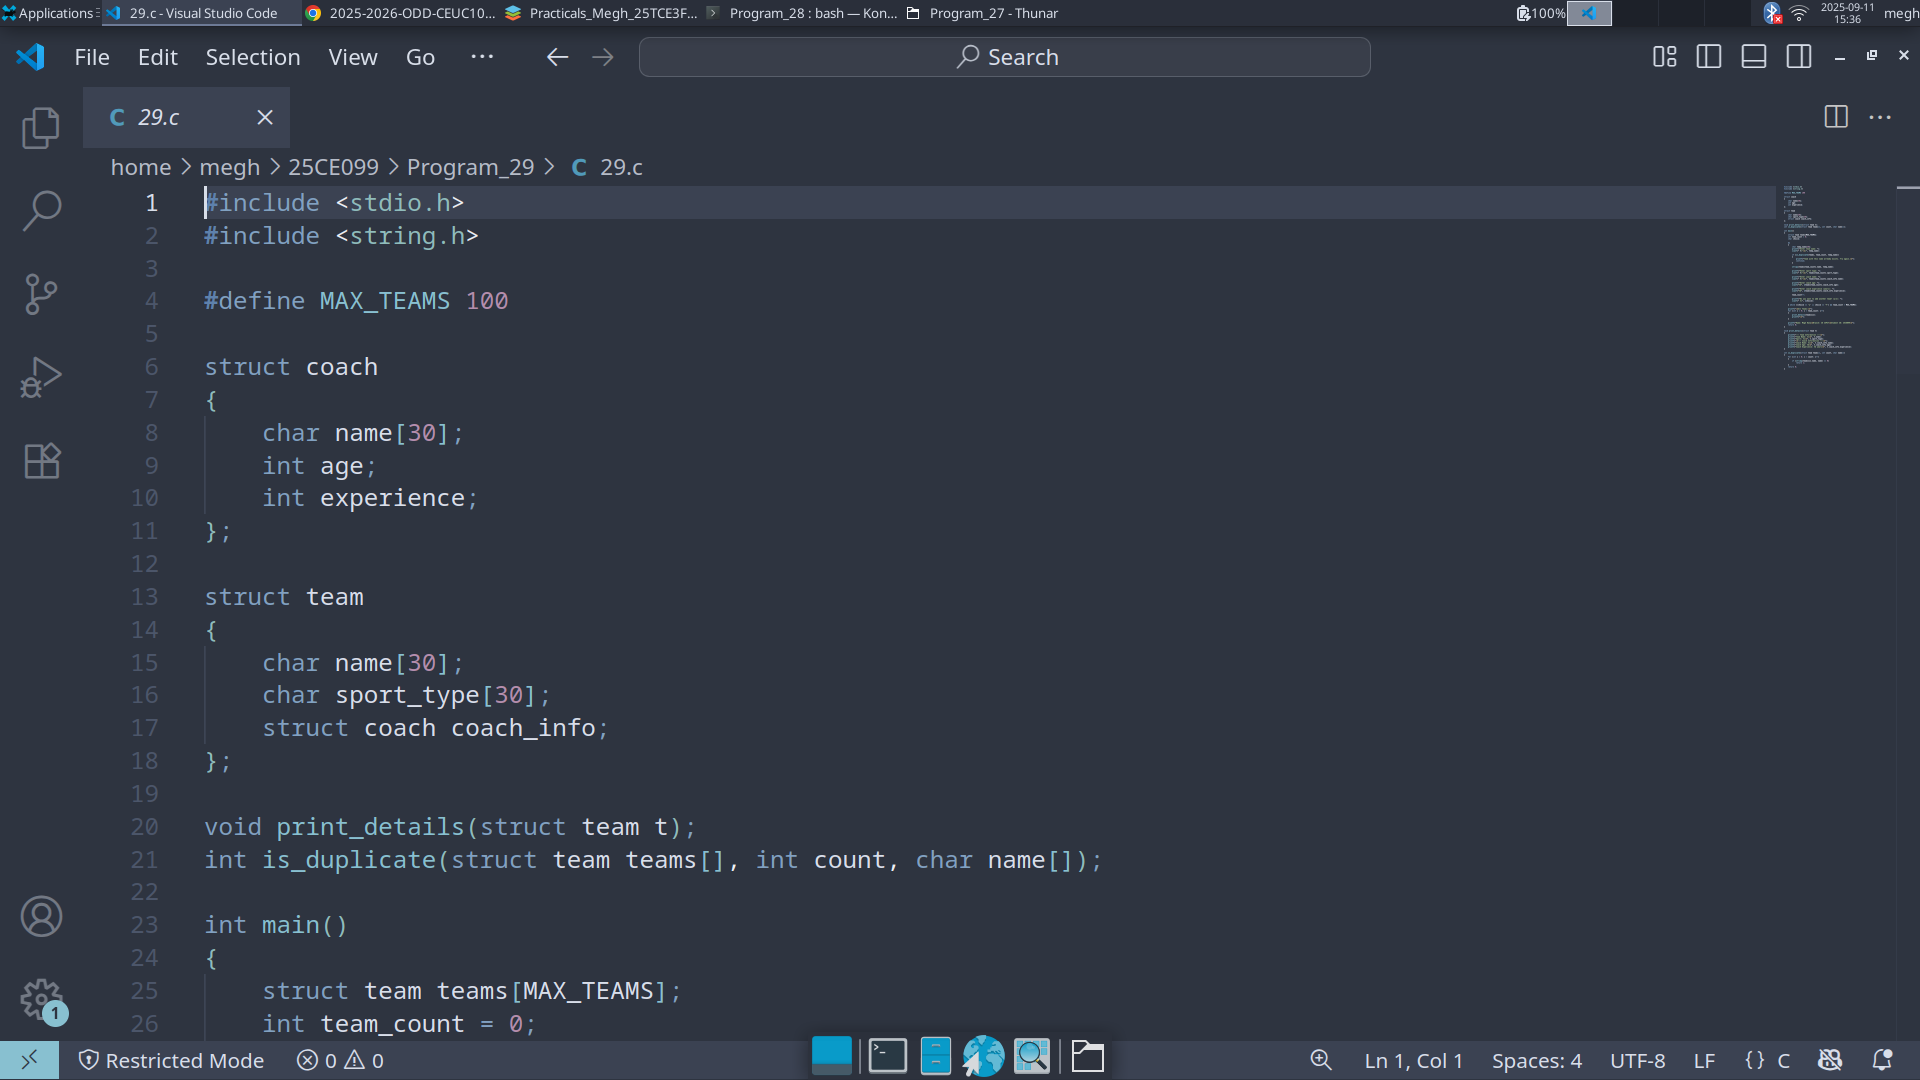 Applications
29.c - Visual Studio Code
2025-2026-ODD-CEUC10...
Practicals_Megh_25TCE3F...
Program_28 : bash — Kon...
Program_27 - Thunar
100%
2025-09-11
15:36
megh
File Edit Selection View Go ...
Search
C 29.c
home > megh > 25CE099 > Program_29 > C 29.c
1 #include <stdio.h>
2 #include <string.h>
3
4 #define MAX_TEAMS 100
5
6 struct coach
7 {
8     char name[30];
9     int age;
10     int experience;
11 };
12
13 struct team
14 {
15     char name[30];
16     char sport_type[30];
17     struct coach coach_info;
18 };
19
20 void print_details(struct team t);
21 int is_duplicate(struct team teams[], int count, char name[]);
22
23 int main()
24 {
25     struct team teams[MAX_TEAMS];
26     int team_count = 0;
1
Restricted Mode 0 0
Ln 1, Col 1 Spaces: 4 UTF-8 LF {} C